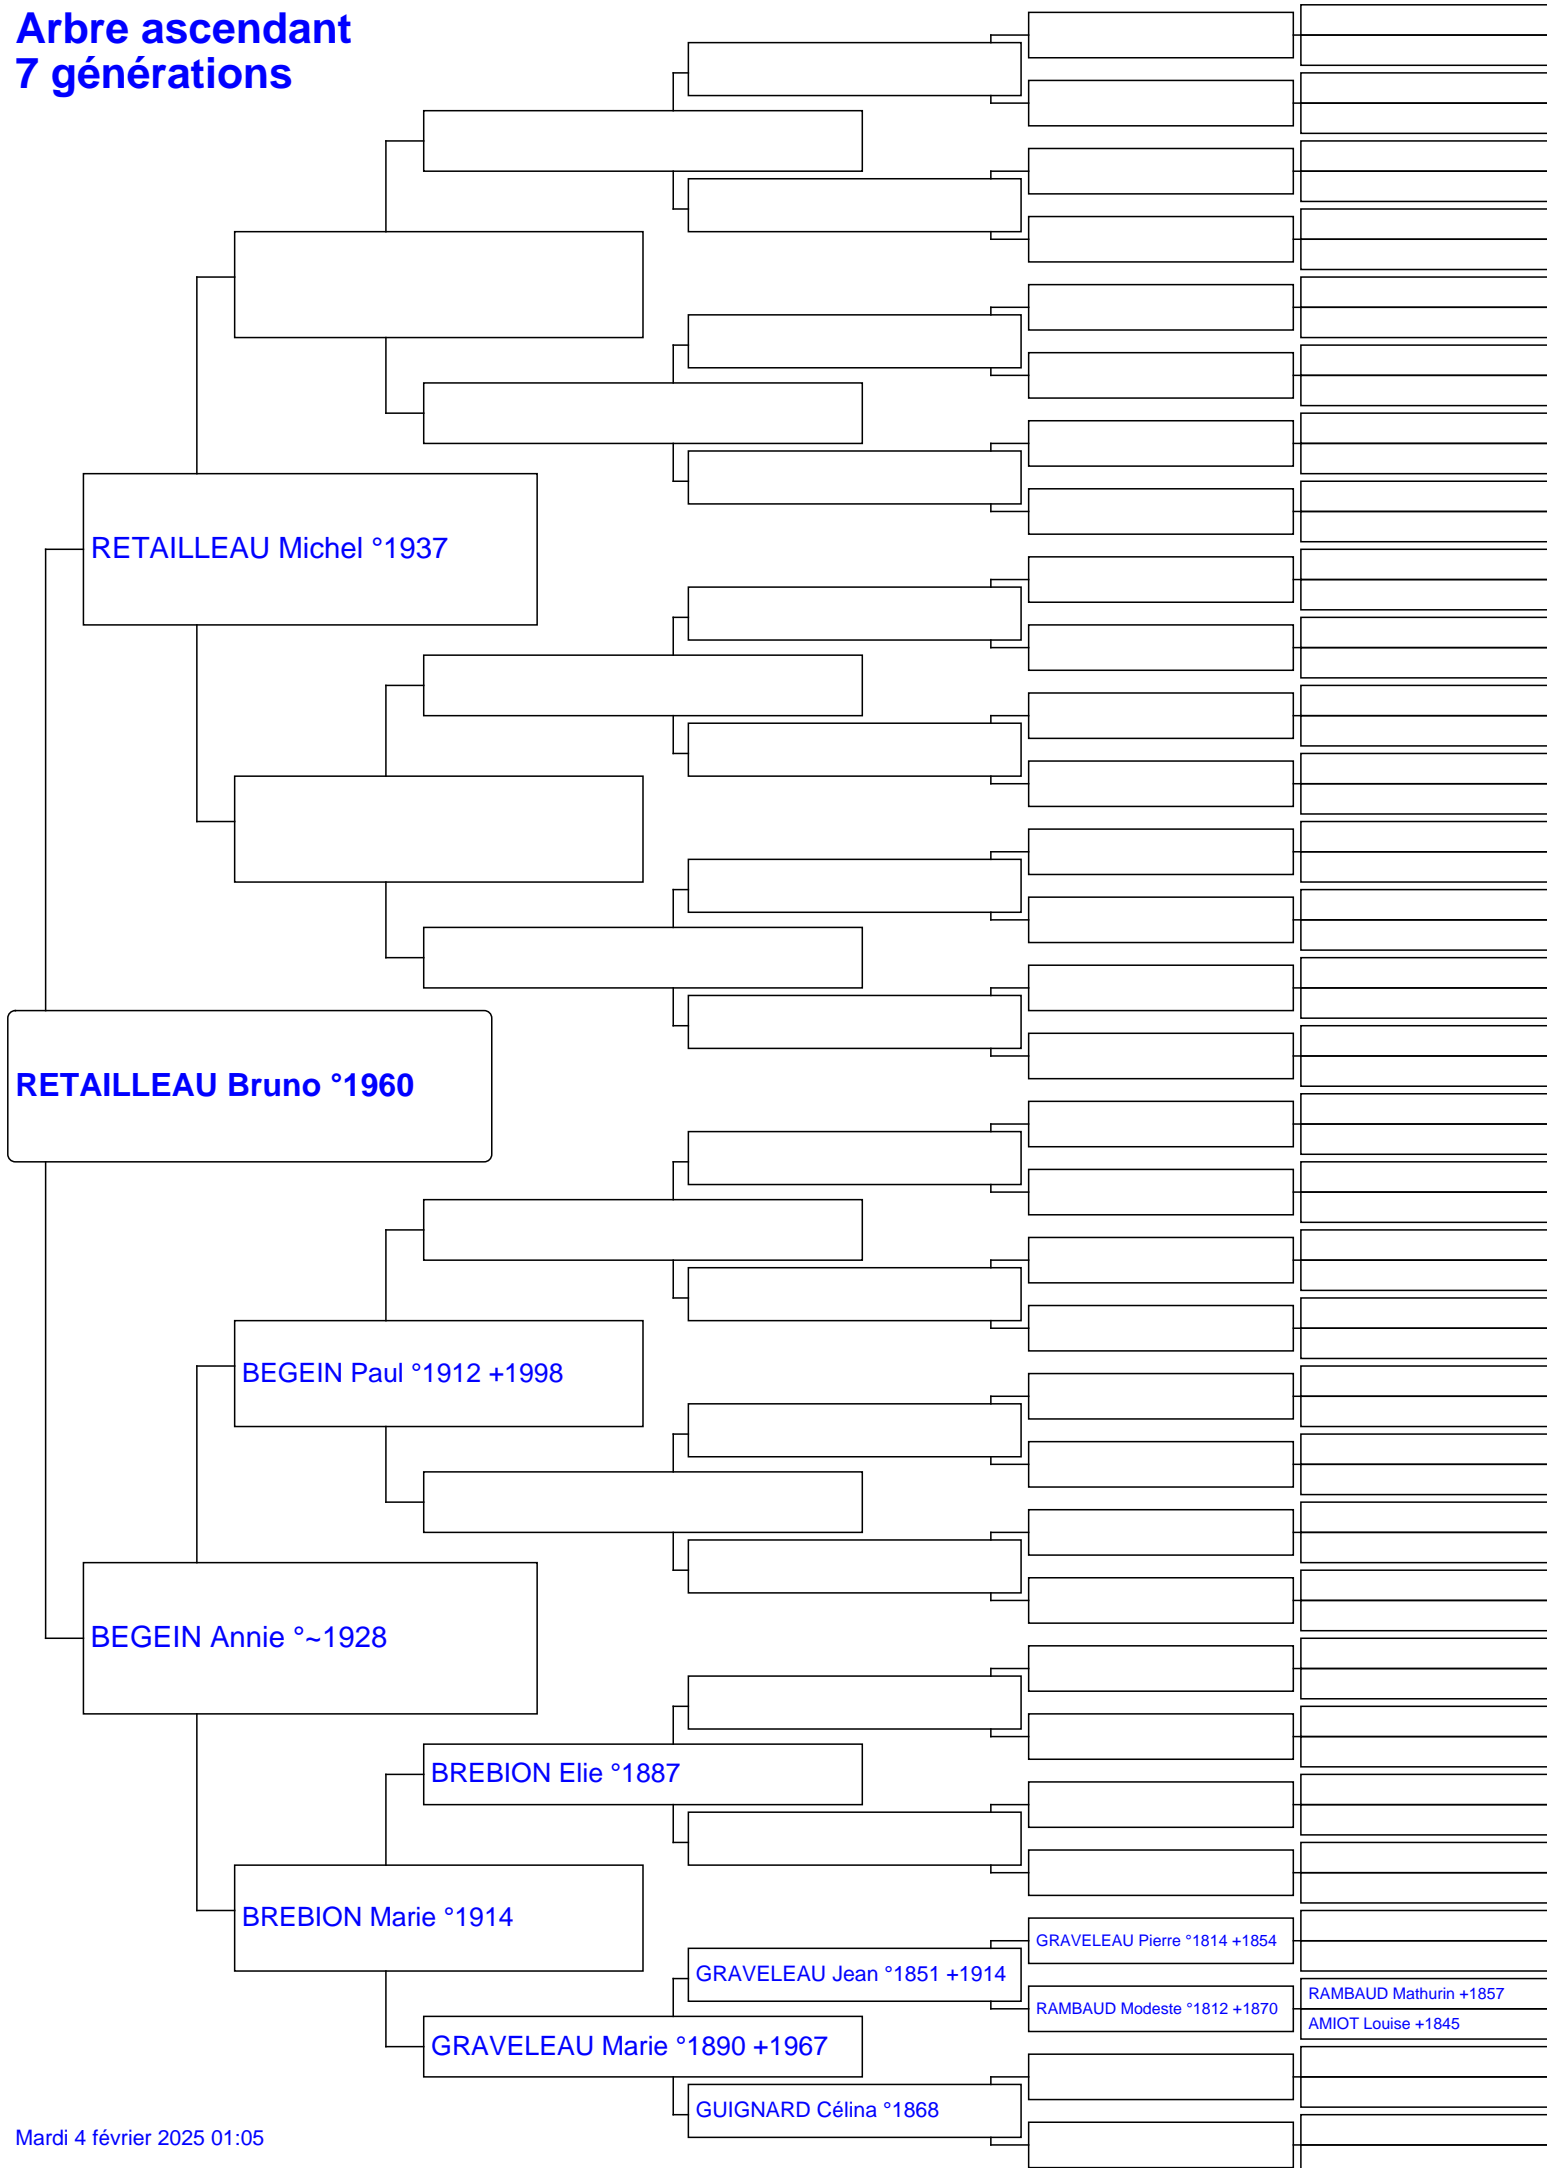 Arbre ascendant
7 générations
RETAILLEAU Michel °1937
RETAILLEAU Bruno °1960
BEGEIN Paul °1912 +1998
BEGEIN Annie °~1928
BREBION Elie °1887
BREBION Marie °1914
GRAVELEAU Pierre °1814 +1854
GRAVELEAU Jean °1851 +1914
RAMBAUD Mathurin +1857
RAMBAUD Modeste °1812 +1870
AMIOT Louise +1845
GRAVELEAU Marie °1890 +1967
GUIGNARD Célina °1868
Mardi 4 février 2025 01:05